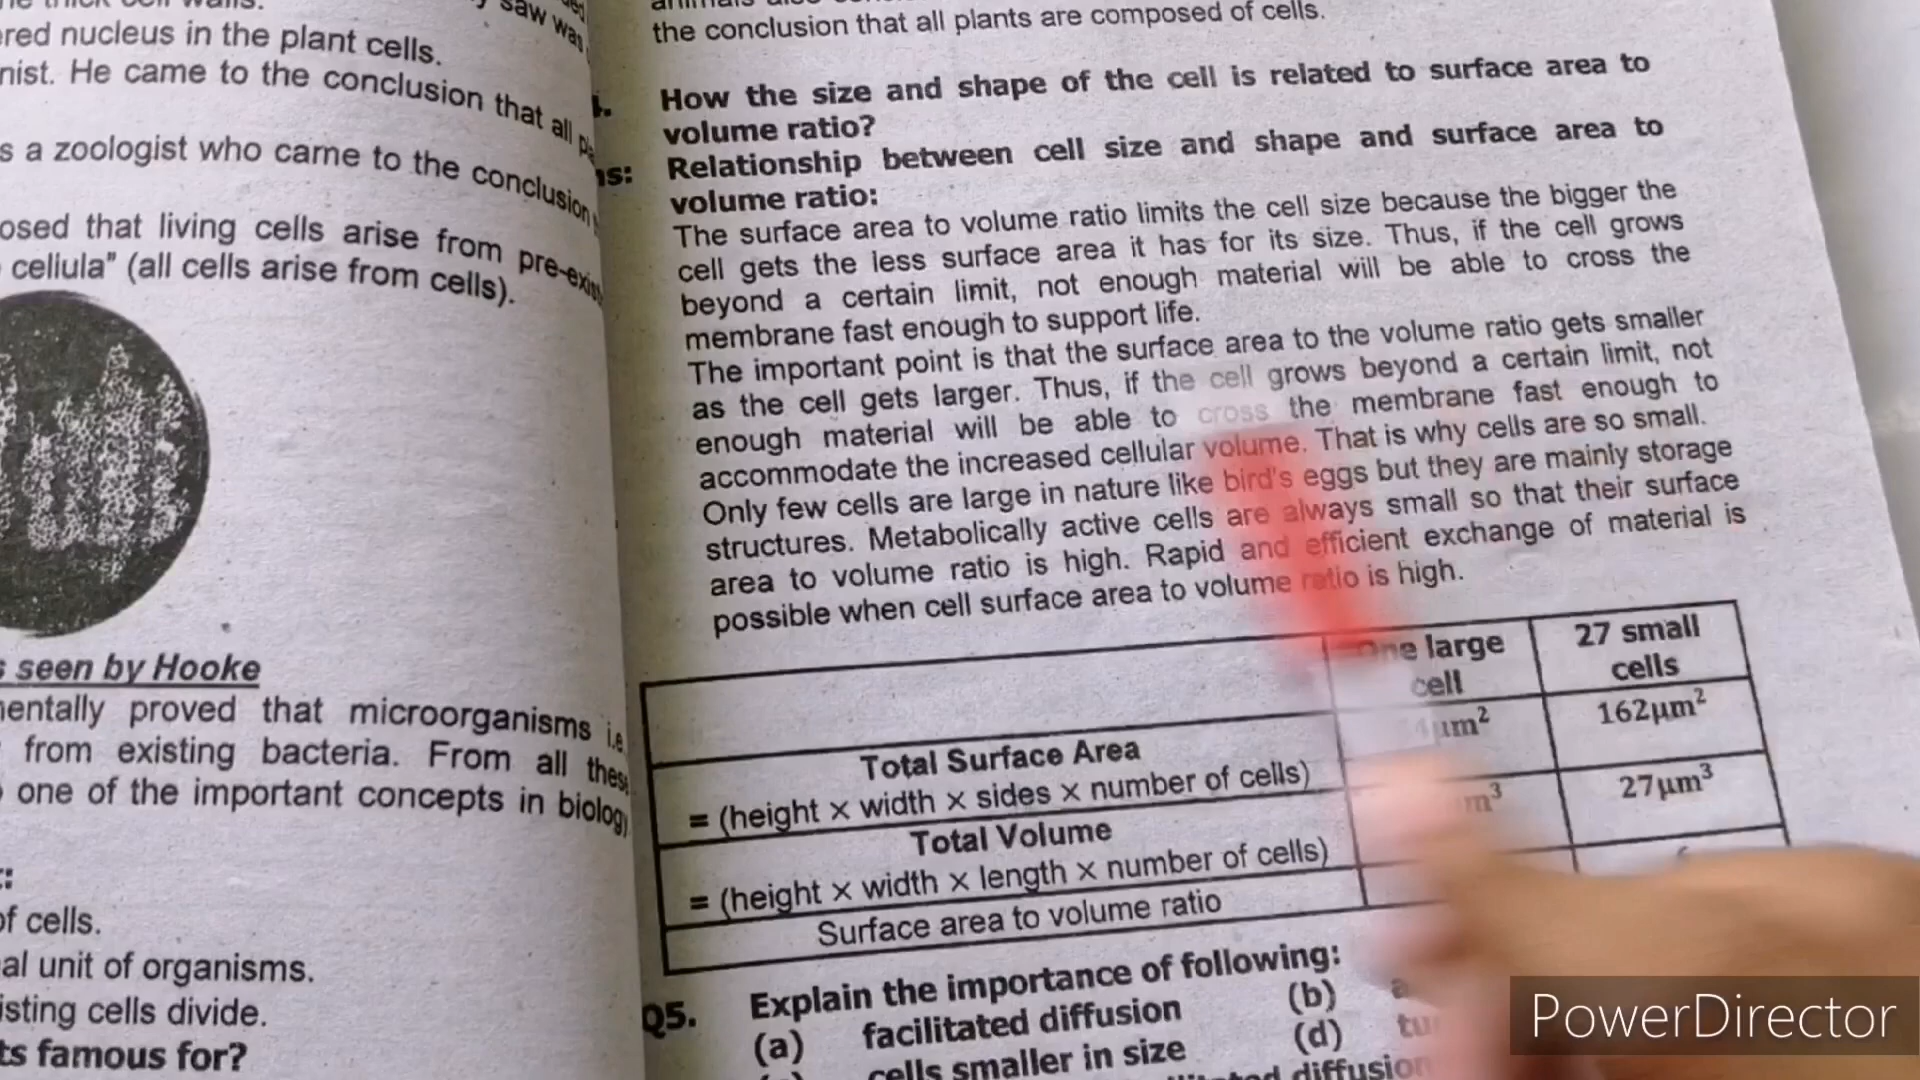 red nucleus in the plant cells.
nist. He came to the conclusion that all
s a zoologist who came to the conclusion
osed that living cells arise from pre-exis
celiula" (all cells arise from cells).
s seen by Hooke
nentally proved that microorganisms i.e.
from existing bacteria. From all these
one of the important concepts in biology
of cells.
al unit of organisms.
isting cells divide.
ts famous for?
saw was
the conclusion that all plants are composed of cells.
How the size and shape of the cell is related to surface area to
volume ratio?
ns: Relationship between cell size and shape and surface area to
volume ratio:
The surface area to volume ratio limits the cell size because the bigger the
cell gets the less surface area it has for its size. Thus, if the cell grows
beyond a certain limit, not enough material will be able to cross the
membrane fast enough to support life.
The important point is that the surface area to the volume ratio gets smaller
as the cell gets larger. Thus, if the cell grows beyond a certain limit, not
enough material will be able to cross the membrane fast enough to
accommodate the increased cellular volume. That is why cells are so small.
Only few cells are large in nature like bird's eggs but they are mainly storage
structures. Metabolically active cells are always small so that their surface
area to volume ratio is high. Rapid and efficient exchange of material is
possible when cell surface area to volume ratio is high.
One large cell
27 small cells
Total Surface Area
= (height × width × sides × number of cells)
4µm²
162µm²
Total Volume
= (height × width × length × number of cells)
m³
27µm³
Surface area to volume ratio
Q5. Explain the importance of following:
(a) facilitated diffusion (b)
cells smaller in size (d)
diffusion
PowerDirector